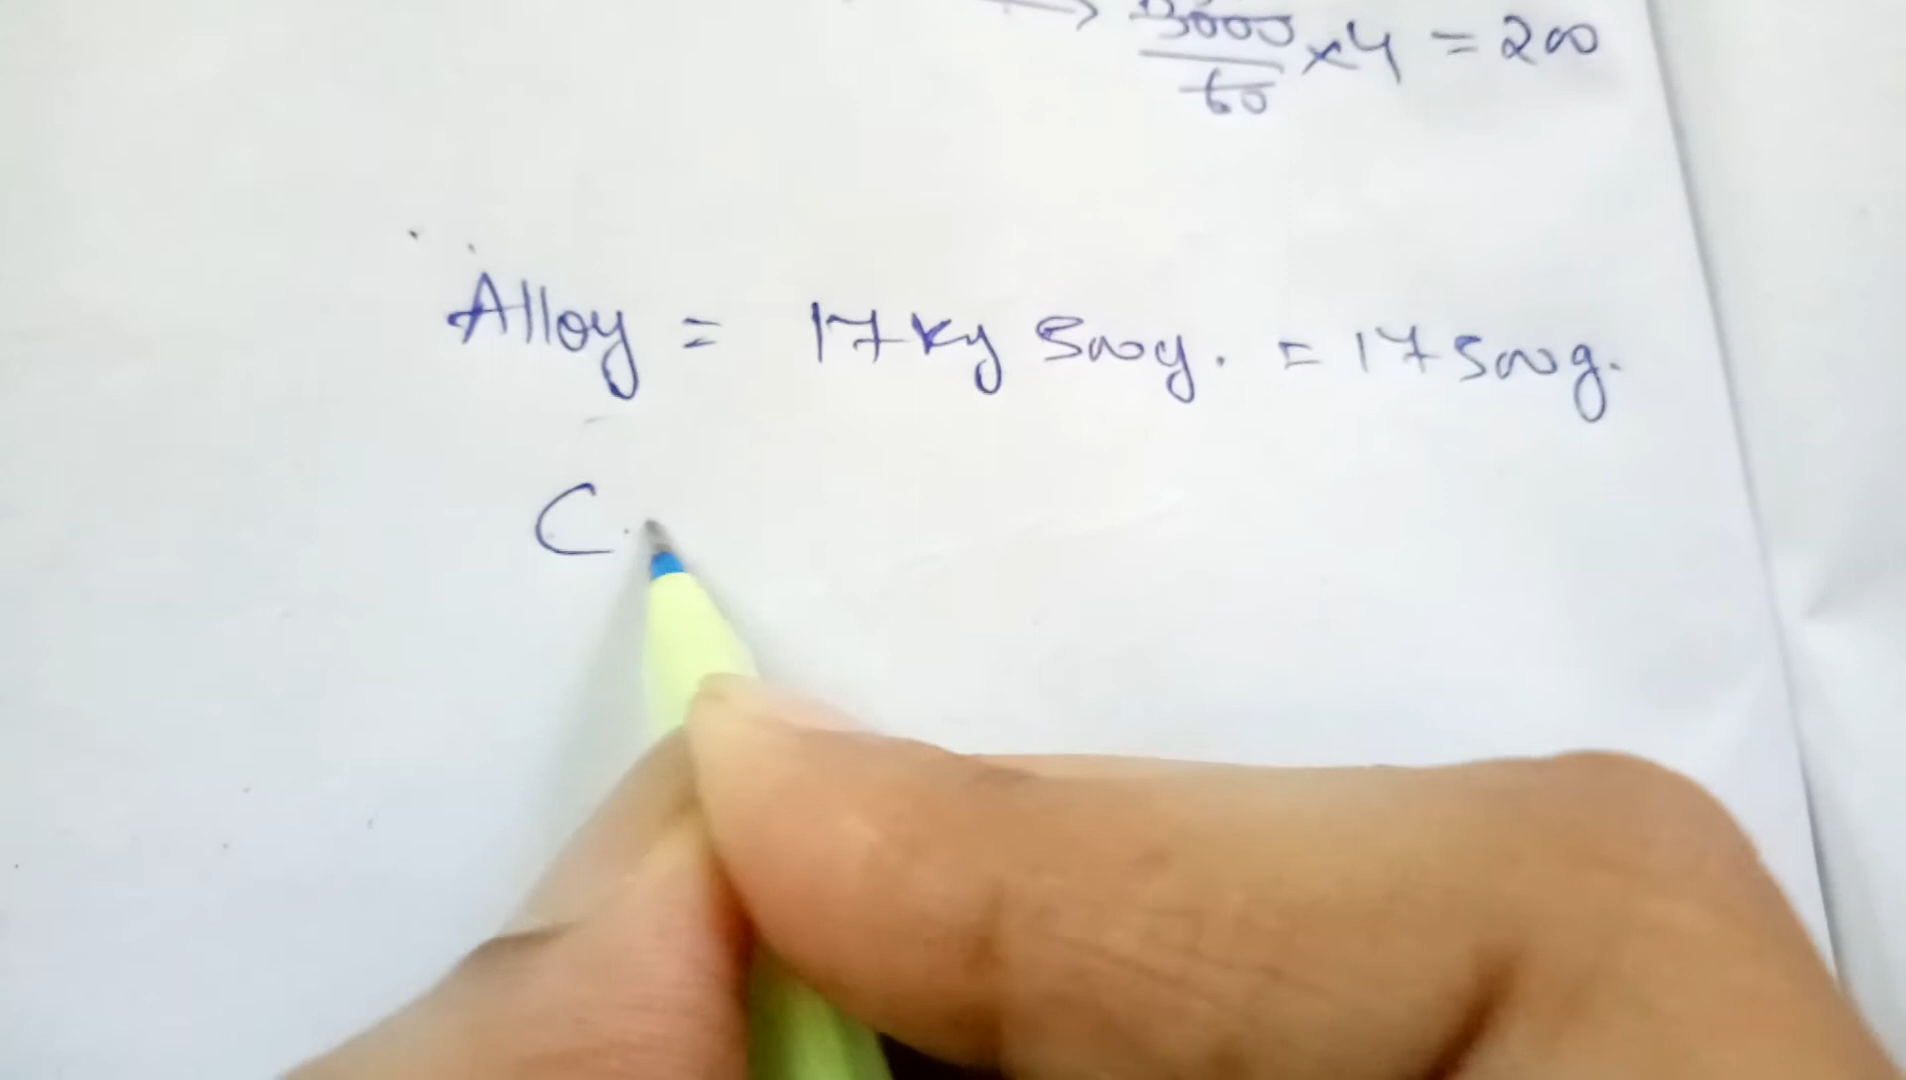 3000/60 ×4 = 200
Alloy = 17kg 500g. = 17500g.
C